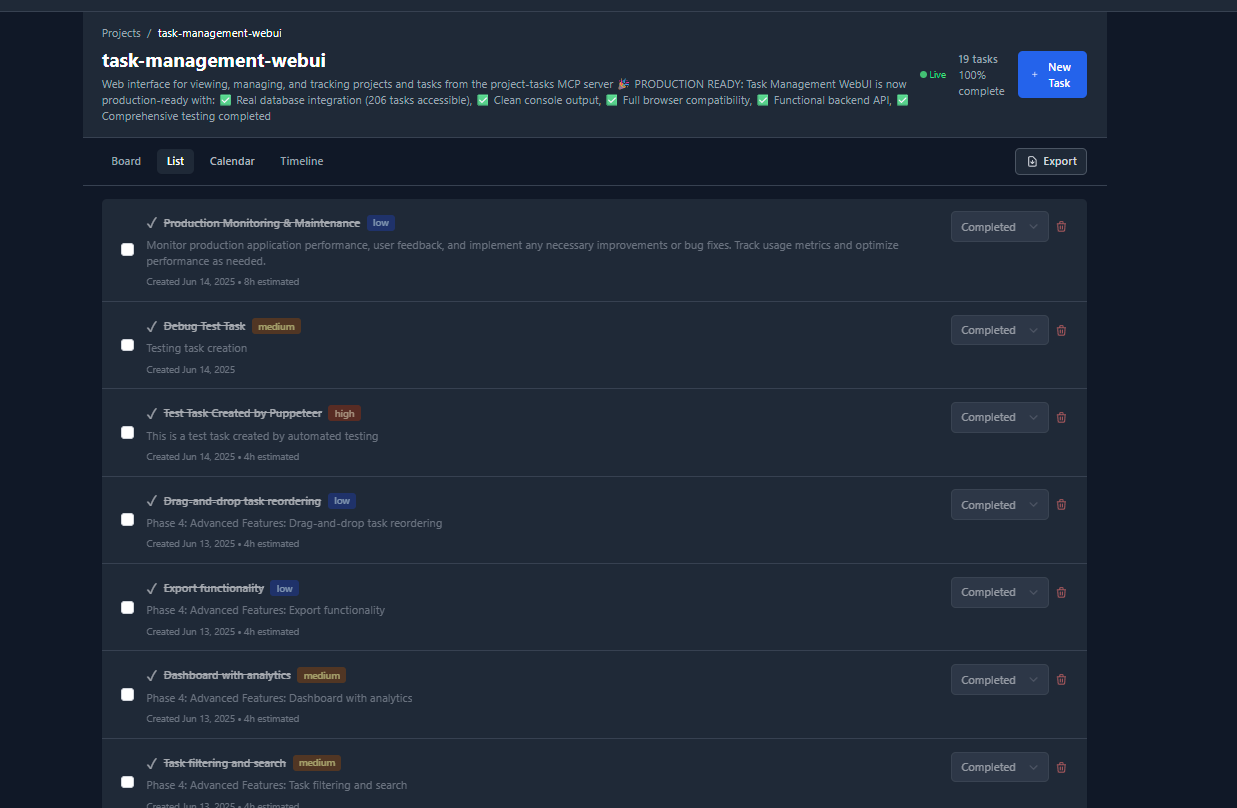 Projects / task-management-webui
task-management-webui
Web interface for viewing, managing, and tracking projects and tasks from the project-tasks MCP server 🎉 PRODUCTION READY: Task Management WebUI is now
production-ready with: ✅ Real database integration (206 tasks accessible), ✅ Clean console output, ✅ Full browser compatibility, ✅ Functional backend API, ✅
Comprehensive testing completed
Live
19 tasks
100%
complete
+ New
Task
Board List Calendar Timeline
Export
✓ Production Monitoring & Maintenance low
Completed
Monitor production application performance, user feedback, and implement any necessary improvements or bug fixes. Track usage metrics and optimize
performance as needed.
Created Jun 14, 2025 • 8h estimated
✓ Debug Test Task medium
Completed
Testing task creation
Created Jun 14, 2025
✓ Test Task Created by Puppeteer high
Completed
This is a test task created by automated testing
Created Jun 14, 2025 • 4h estimated
✓ Drag-and-drop task reordering low
Completed
Phase 4: Advanced Features: Drag-and-drop task reordering
Created Jun 13, 2025 • 4h estimated
✓ Export functionality low
Completed
Phase 4: Advanced Features: Export functionality
Created Jun 13, 2025 • 4h estimated
✓ Dashboard with analytics medium
Completed
Phase 4: Advanced Features: Dashboard with analytics
Created Jun 13, 2025 • 4h estimated
✓ Task filtering and search medium
Completed
Phase 4: Advanced Features: Task filtering and search
Created Jun 13, 2025 • 4h estimated